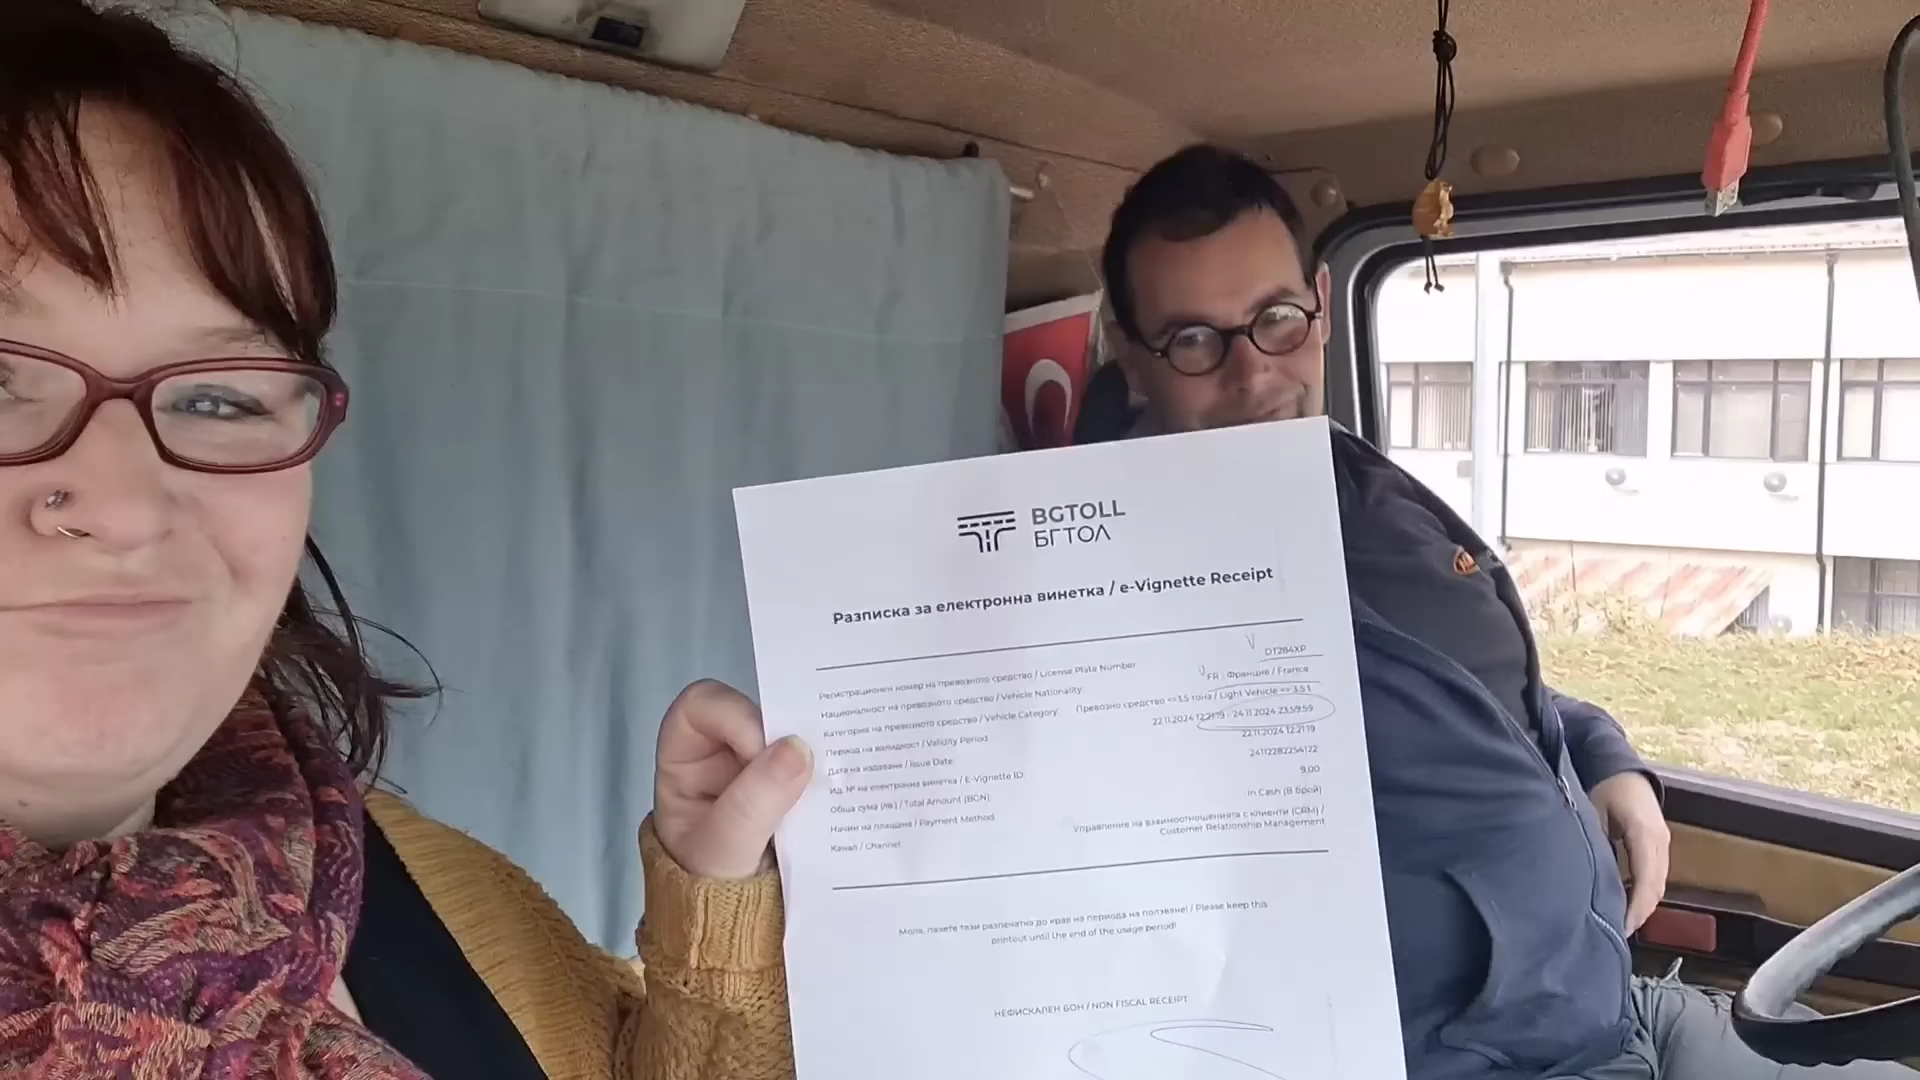 BGTOLL
БГТОЛ
Разписка за електронна винетка / e-Vignette Receipt
Регистрационен номер на превозното средство / License Plate Number DT284XP
Националност на превозното средство / Vehicle Nationality FR - Франция / France
Категория на превозното средство / Vehicle Category Превозно средство <=3.5 тона / Light Vehicle <= 3.5 t
Период на валидност / Validity Period 22.11.2024 12:21:19 - 24.11.2024 23:59:59
Дата на издаване / Issue Date 22.11.2024 12:21:19
Ид. № на електронна винетка / E-Vignette ID 24112282254122
Обща сума (лв.) / Total Amount (BGN) 9.00
Начин на плащане / Payment Method In Cash (В брой)
Канал / Channel Управление на взаимоотношенията с клиенти (CRM) /
Customer Relationship Management
Моля, пазете тази разпечатка до края на периода на ползване! / Please keep this
printout until the end of the usage period!
НЕФИСКАЛЕН БОН / NON FISCAL RECEIPT